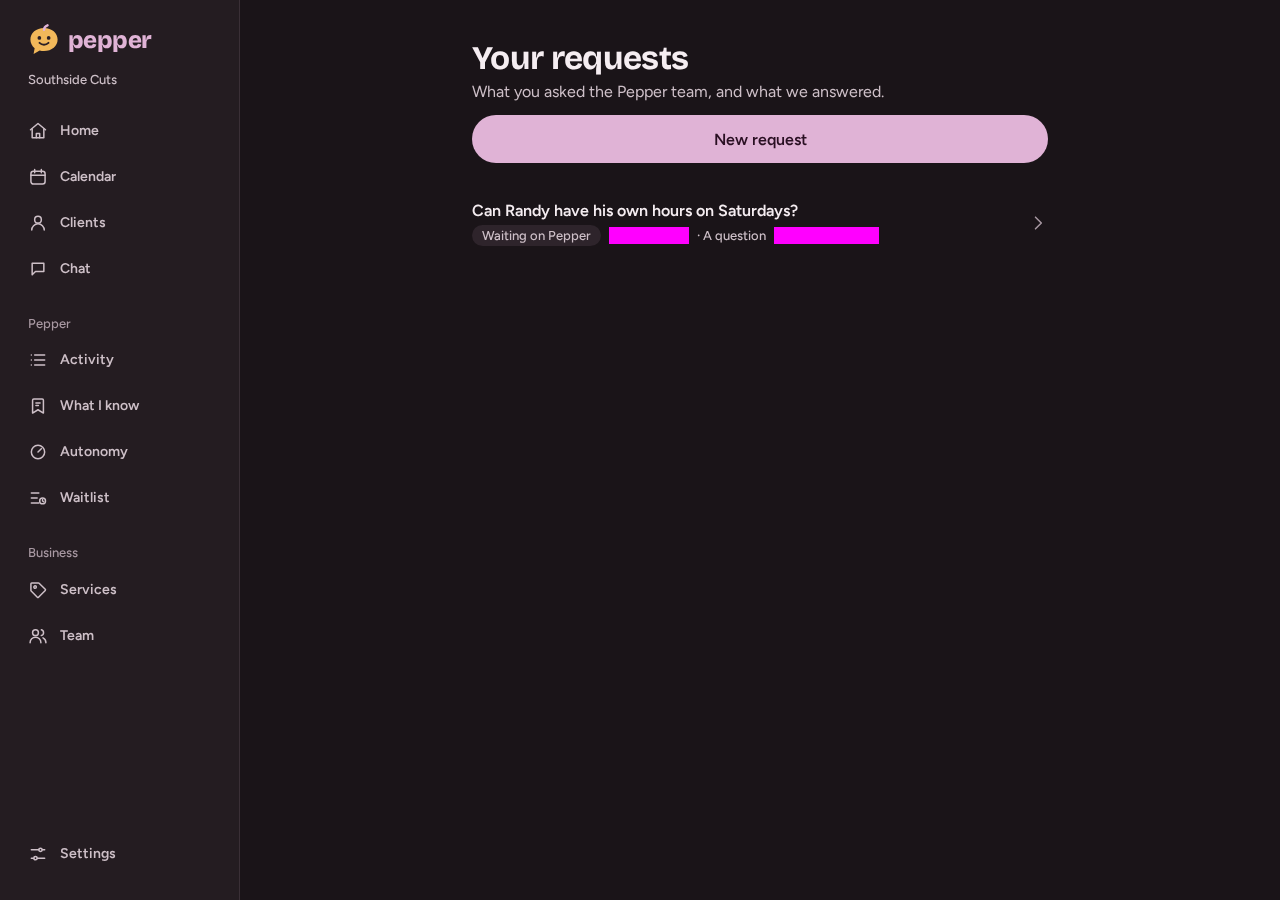 pepper
Southside Cuts
Home
Calendar
Clients
Chat
Pepper
Activity
What I know
Autonomy
Waitlist
Business
Services
Team
Settings
Your requests
What you asked the Pepper team, and what we answered.
New request
Can Randy have his own hours on Saturdays?
Waiting on Pepper · A question